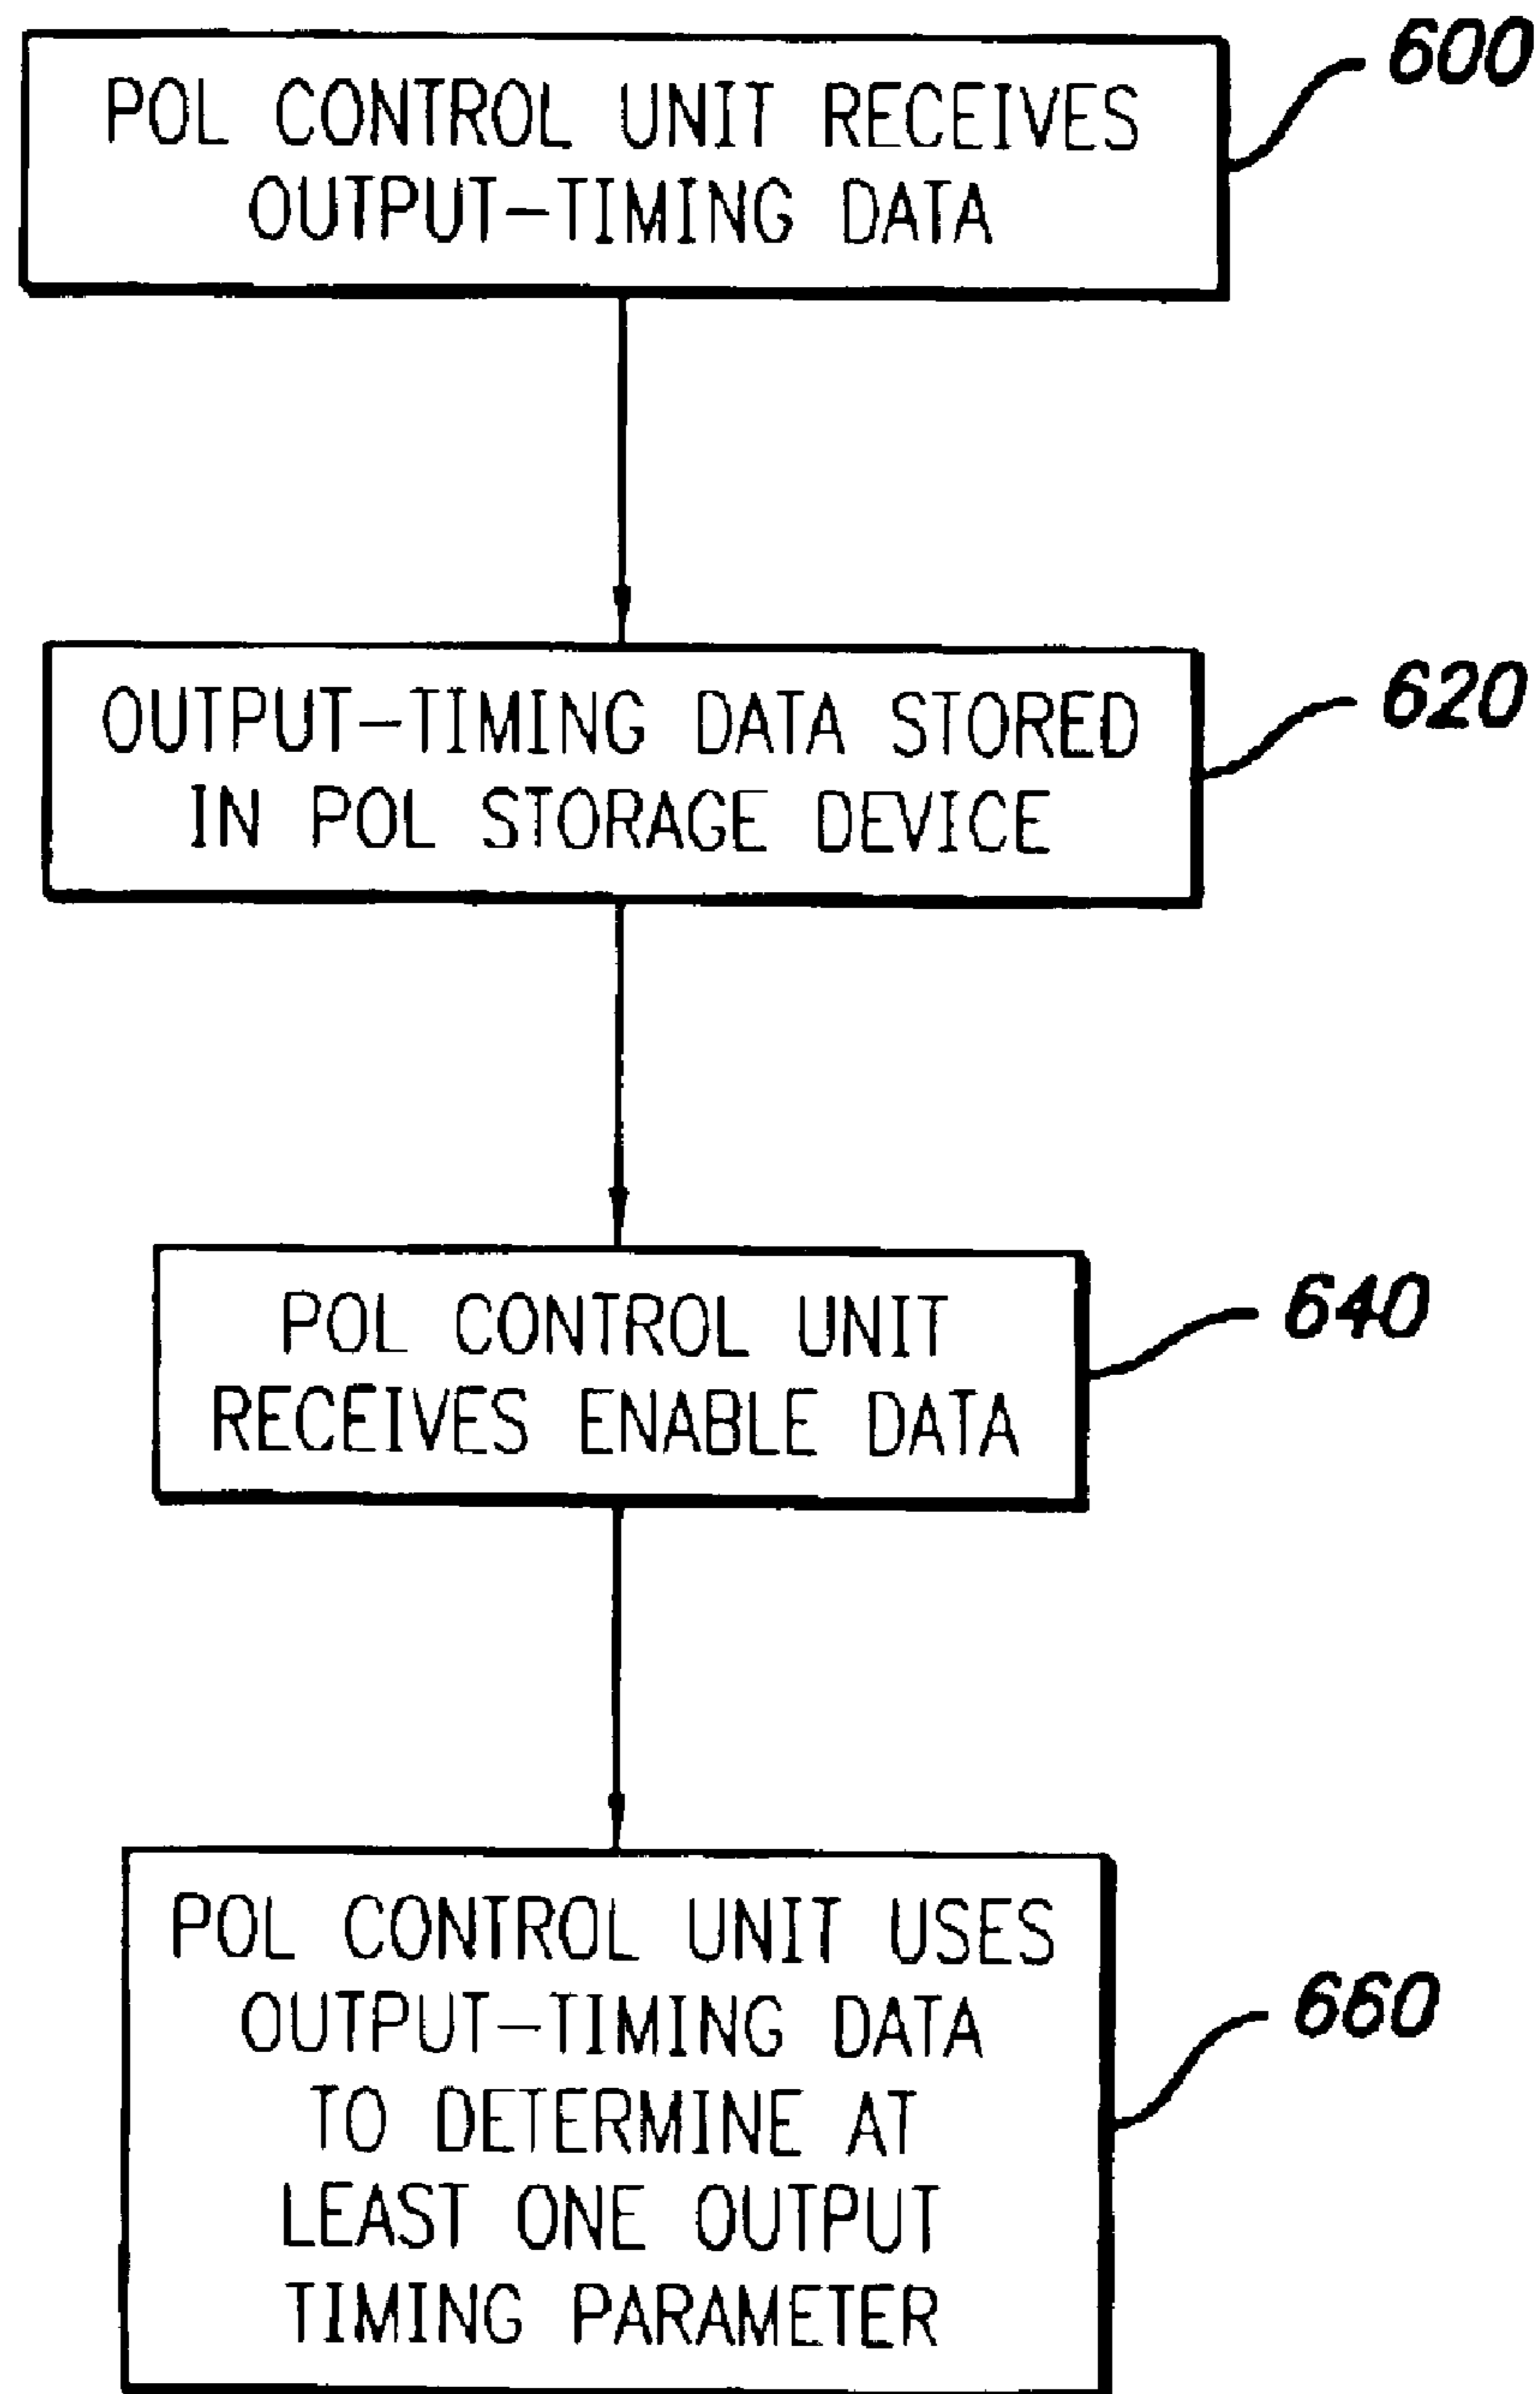 POL CONTROL UNIT RECEIVES
OUTPUT-TIMING DATA
600
OUTPUT-TIMING DATA STORED
IN POL STORAGE DEVICE
620
POL CONTROL UNIT
RECEIVES ENABLE DATA
640
POL CONTROL UNIT USES
OUTPUT-TIMING DATA
TO DETERMINE AT
LEAST ONE OUTPUT
TIMING PARAMETER
660